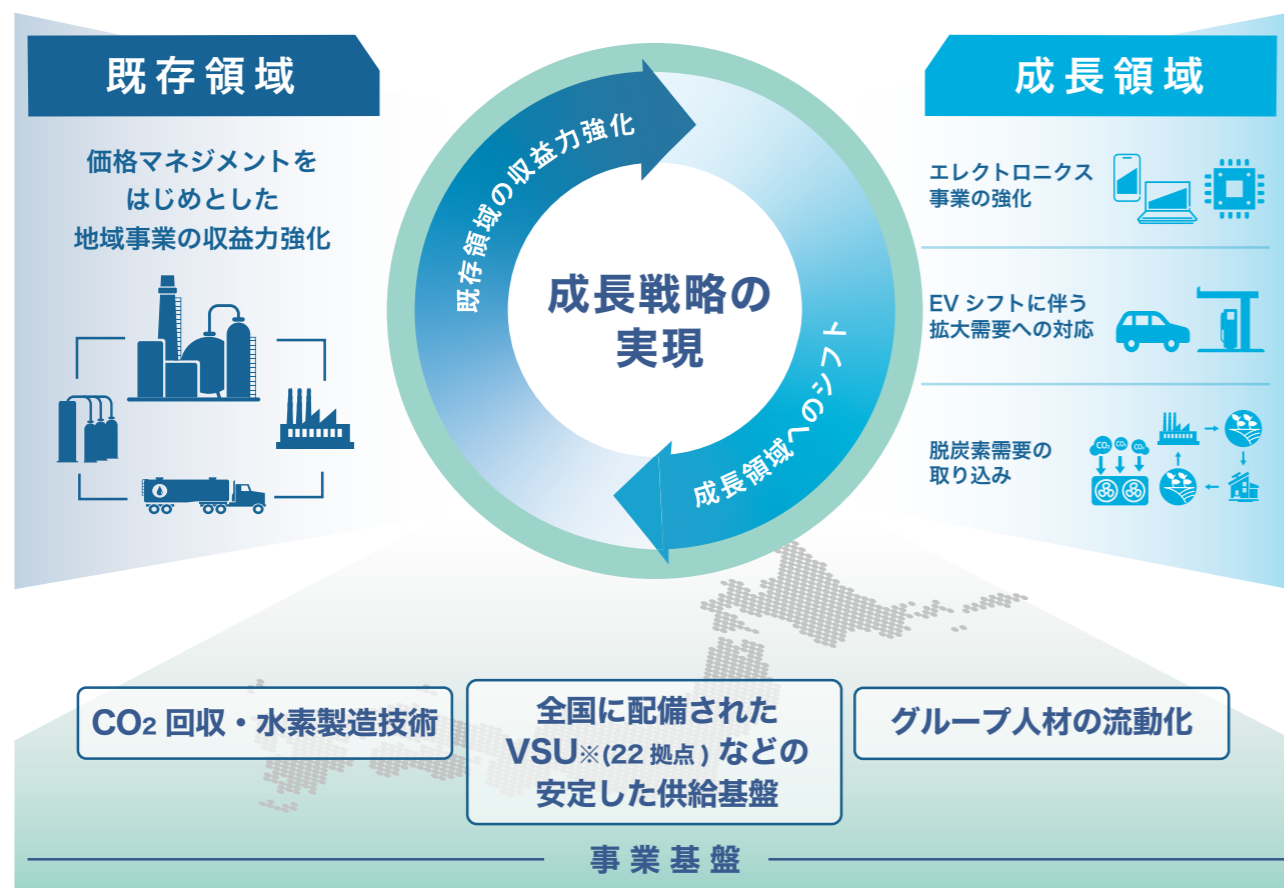 既存領域
価格マネジメントを
はじめとした
地域事業の収益力強化
既存領域の収益力強化
成長戦略の
実現
成長領域へのシフト
成長領域
エレクトロニクス
事業の強化
EV シフトに伴う
拡大需要への対応
脱炭素需要の
取り込み
CO₂ CO₂ CO₂
CO₂ 回収・水素製造技術
全国に配備された
VSU※(22 拠点 ) などの
安定した供給基盤
グループ人材の流動化
事業基盤